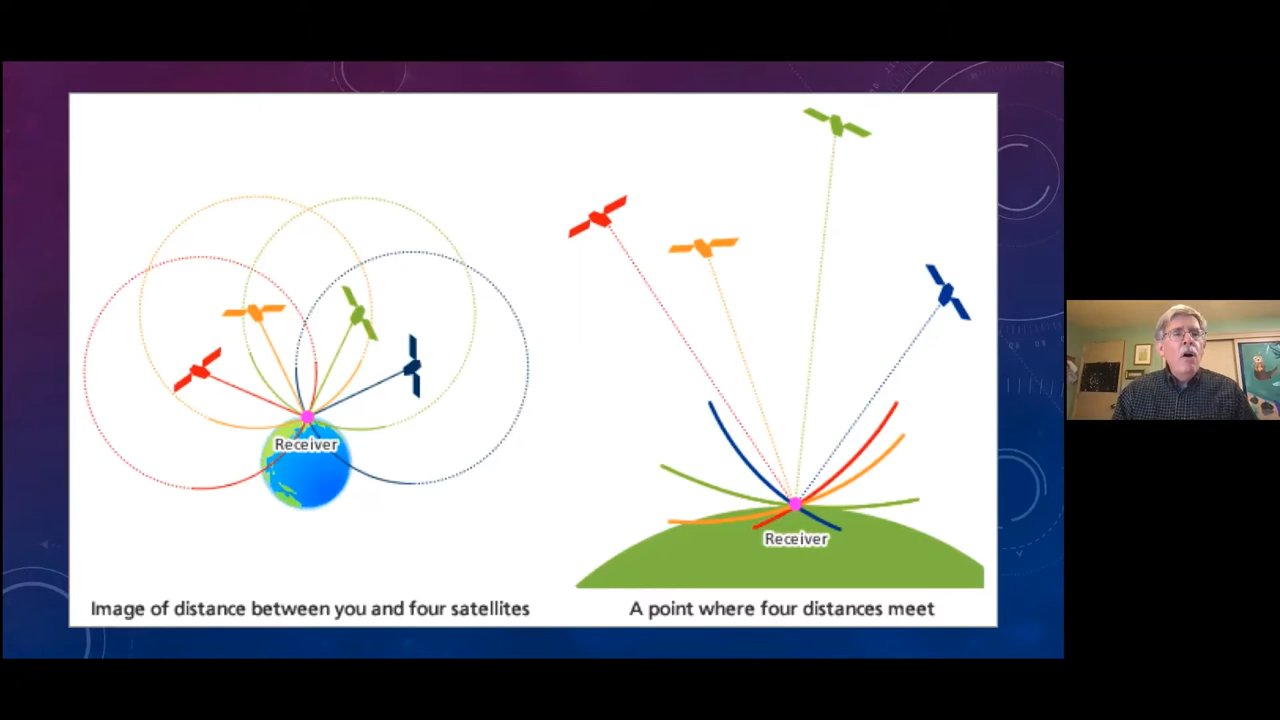 Receiver
Image of distance between you and four satellites
Receiver
A point where four distances meet